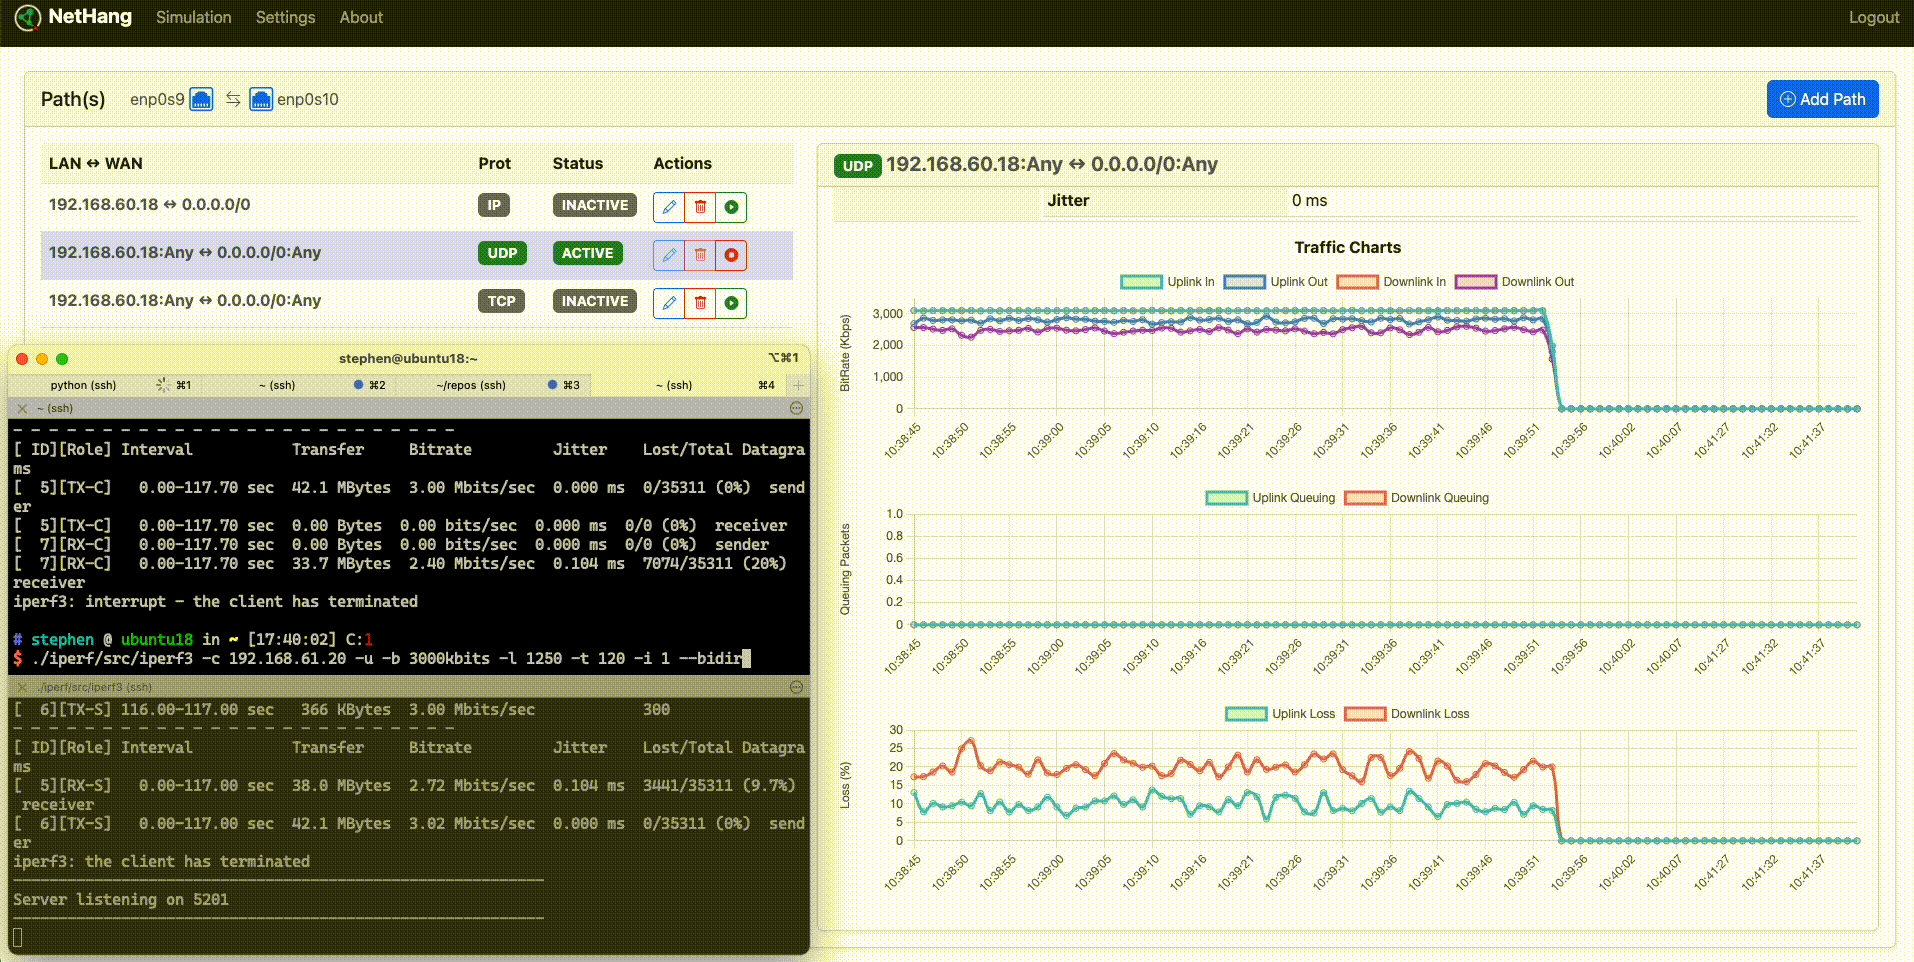 NetHang Simulation Settings About Logout
Path(s) enp0s9 enp0s10 Add Path
LAN ↔ WAN Prot Status Actions
192.168.60.18 ↔ 0.0.0.0/0 IP INACTIVE
192.168.60.18:Any ↔ 0.0.0.0/0:Any UDP ACTIVE
192.168.60.18:Any ↔ 0.0.0.0/0:Any TCP INACTIVE
stephen@ubuntu18:~ ⌥⌘1
python (ssh) ⌘1 ~ (ssh) ⌘2 ~/repos (ssh) ⌘3 ~ (ssh) ⌘4
~ (ssh)
- - - - - - - - - - - - - - - - - - - - - - - - -
[ ID][Role] Interval Transfer Bitrate Jitter Lost/Total Datagra
ms
[ 5][TX-C] 0.00-117.70 sec 42.1 MBytes 3.00 Mbits/sec 0.000 ms 0/35311 (0%) send
er
[ 5][TX-C] 0.00-117.70 sec 0.00 Bytes 0.00 bits/sec 0.000 ms 0/0 (0%) receiver
[ 7][RX-C] 0.00-117.70 sec 0.00 Bytes 0.00 bits/sec 0.000 ms 0/0 (0%) sender
[ 7][RX-C] 0.00-117.70 sec 33.7 MBytes 2.40 Mbits/sec 0.104 ms 7074/35311 (20%)
receiver
iperf3: interrupt - the client has terminated
# stephen @ ubuntu18 in ~ [17:40:02] C:1
$ ./iperf/src/iperf3 -c 192.168.61.20 -u -b 3000kbits -l 1250 -t 120 -i 1 --bidir
./iperf/src/iperf3 (ssh)
[ 6][TX-S] 116.00-117.00 sec 366 KBytes 3.00 Mbits/sec 300
- - - - - - - - - - - - - - - - - - - - - - - - -
[ ID][Role] Interval Transfer Bitrate Jitter Lost/Total Datagra
ms
[ 5][RX-S] 0.00-117.00 sec 38.0 MBytes 2.72 Mbits/sec 0.104 ms 3441/35311 (9.7%)
receiver
[ 6][TX-S] 0.00-117.00 sec 42.1 MBytes 3.02 Mbits/sec 0.000 ms 0/35311 (0%) send
er
iperf3: the client has terminated
-----------------------------------------------------------
Server listening on 5201
-----------------------------------------------------------
UDP 192.168.60.18:Any ↔ 0.0.0.0/0:Any
Jitter 0 ms
Traffic Charts
Uplink In Uplink Out Downlink In Downlink Out
BitRate (Kbps)
3,000
2,000
1,000
0
10:38:45 10:38:50 10:38:55 10:39:00 10:39:05 10:39:10 10:39:16 10:39:21 10:39:26 10:39:31 10:39:36 10:39:41 10:39:46 10:39:51 10:39:56 10:40:02 10:40:07 10:41:27 10:41:32 10:41:37
Uplink Queuing Downlink Queuing
Queuing Packets
1.0
0.8
0.6
0.4
0.2
0
10:38:45 10:38:50 10:38:55 10:39:00 10:39:05 10:39:10 10:39:16 10:39:21 10:39:26 10:39:31 10:39:36 10:39:41 10:39:46 10:39:51 10:39:56 10:40:02 10:40:07 10:41:27 10:41:32 10:41:37
Uplink Loss Downlink Loss
Loss (%)
30
25
20
15
10
5
0
10:38:45 10:38:50 10:38:55 10:39:00 10:39:05 10:39:10 10:39:16 10:39:21 10:39:26 10:39:31 10:39:36 10:39:41 10:39:46 10:39:51 10:39:56 10:40:02 10:40:07 10:41:27 10:41:32 10:41:37